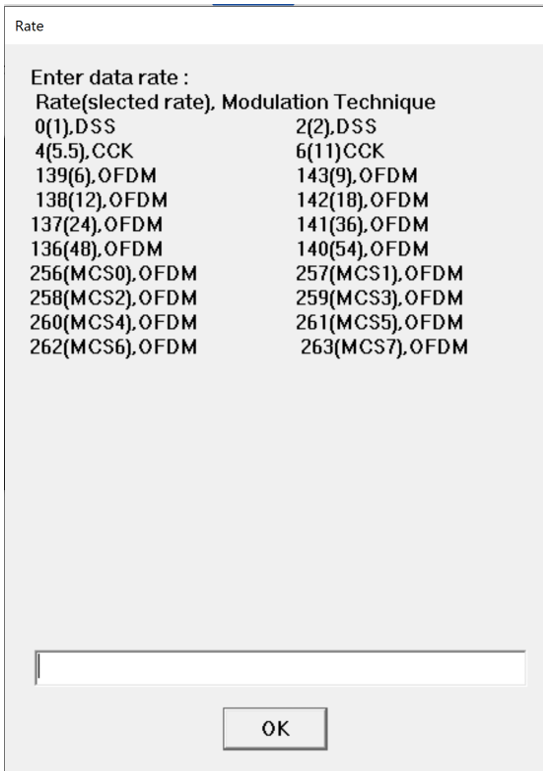 Rate
Enter data rate :
Rate(slected rate), Modulation Technique
0(1),DSS 2(2),DSS
4(5.5),CCK 6(11)CCK
139(6),OFDM 143(9),OFDM
138(12),OFDM 142(18),OFDM
137(24),OFDM 141(36),OFDM
136(48),OFDM 140(54),OFDM
256(MCS0),OFDM 257(MCS1),OFDM
258(MCS2),OFDM 259(MCS3),OFDM
260(MCS4),OFDM 261(MCS5),OFDM
262(MCS6),OFDM 263(MCS7),OFDM
OK